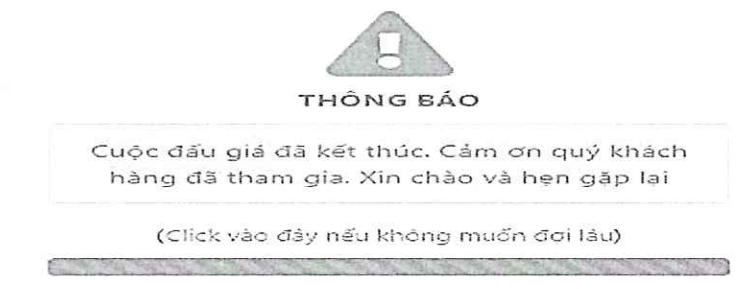 THÔNG BÁO
Cuộc đấu giá đã kết thúc. Cảm ơn quý khách
hàng đã tham gia. Xin chào và hẹn gặp lại
(Click vào đây nếu không muốn đợi lâu)